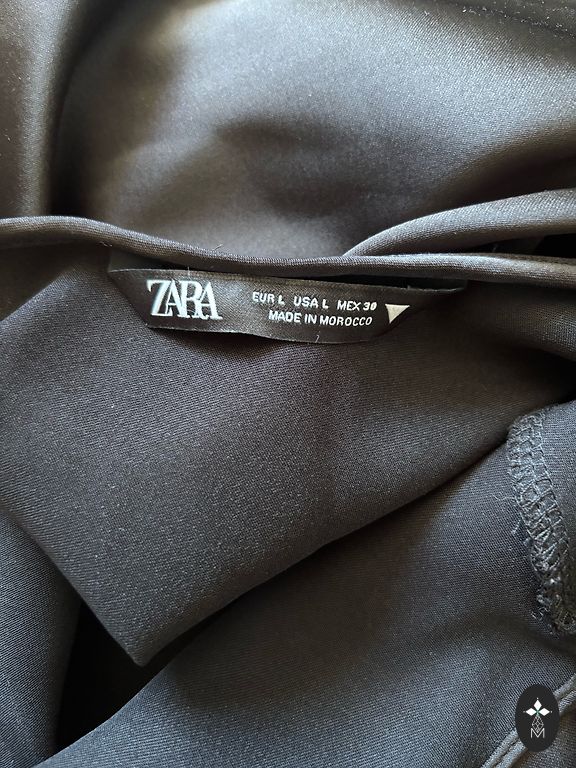 ZARA
EUR L USA L MEX 30
MADE IN MOROCCO
M